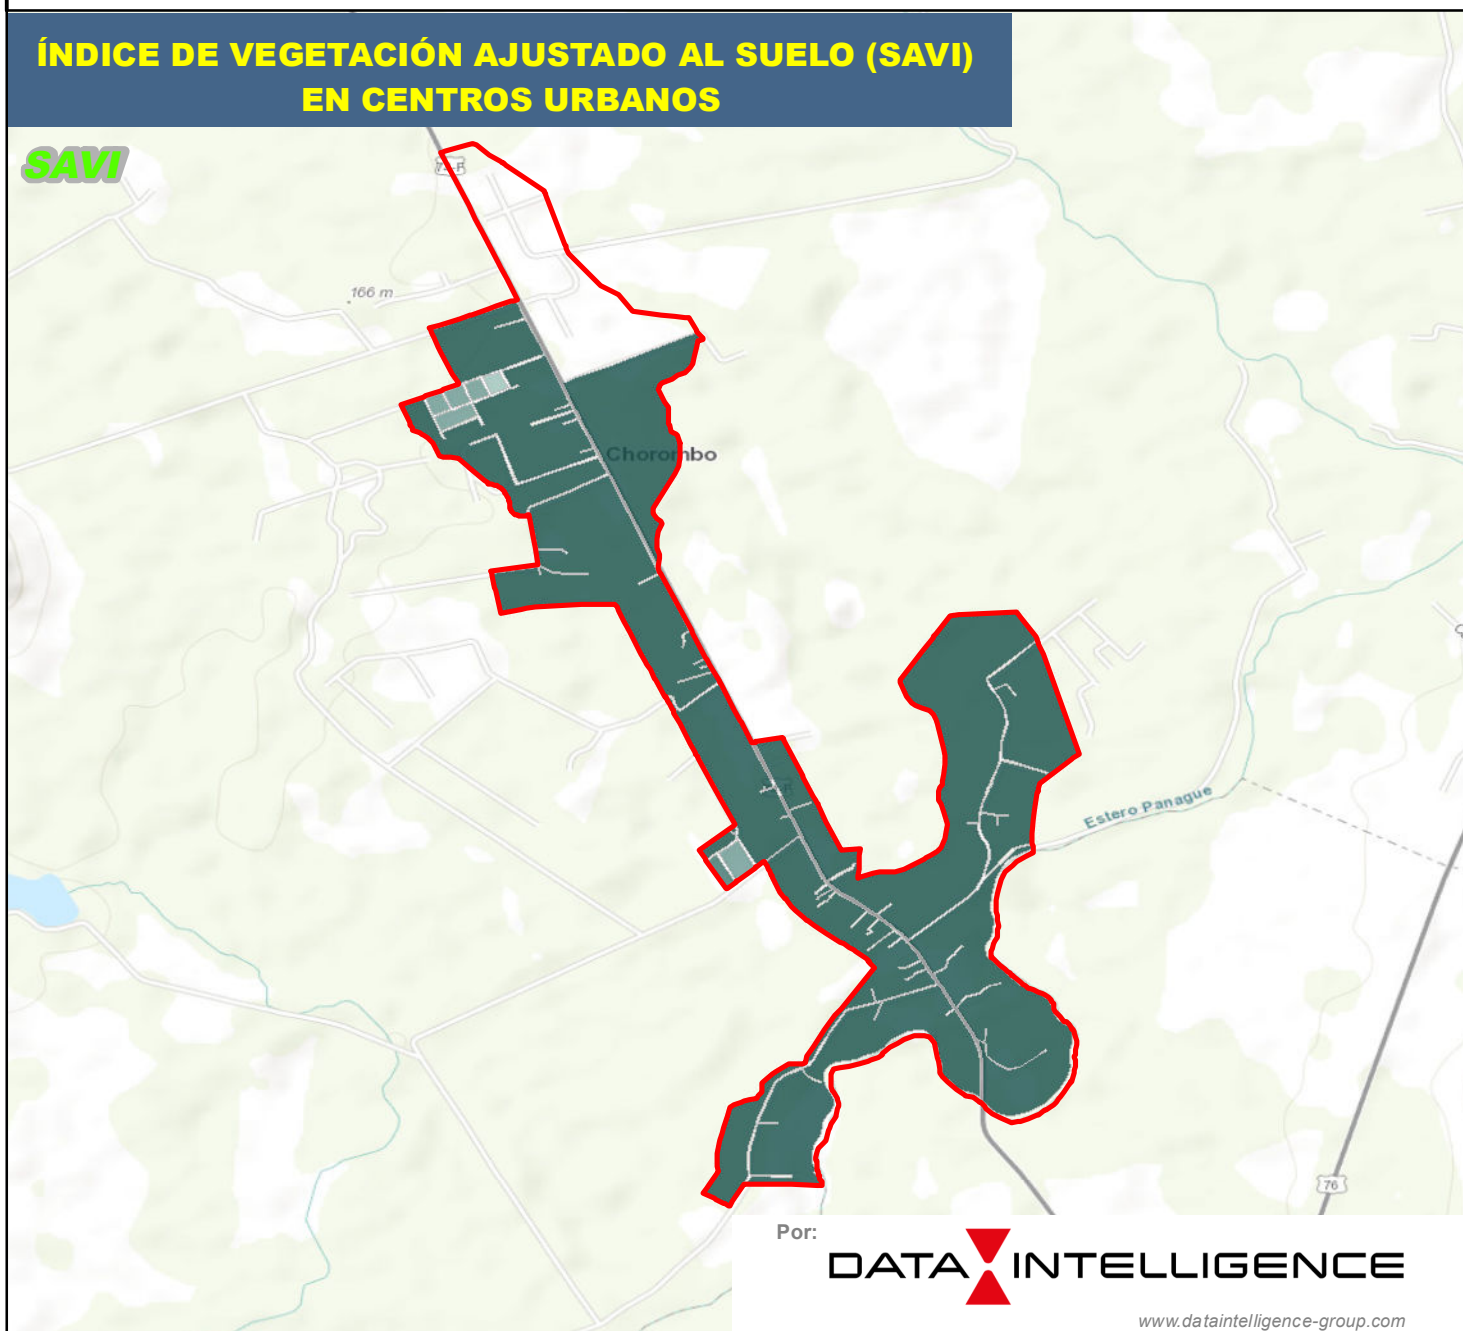 ÍNDICE DE VEGETACIÓN AJUSTADO AL SUELO (SAVI)
EN CENTROS URBANOS
SAVI
166 m
Chorombo
Estero Panague
76
Por:
DATA INTELLIGENCE
www.dataintelligence-group.com